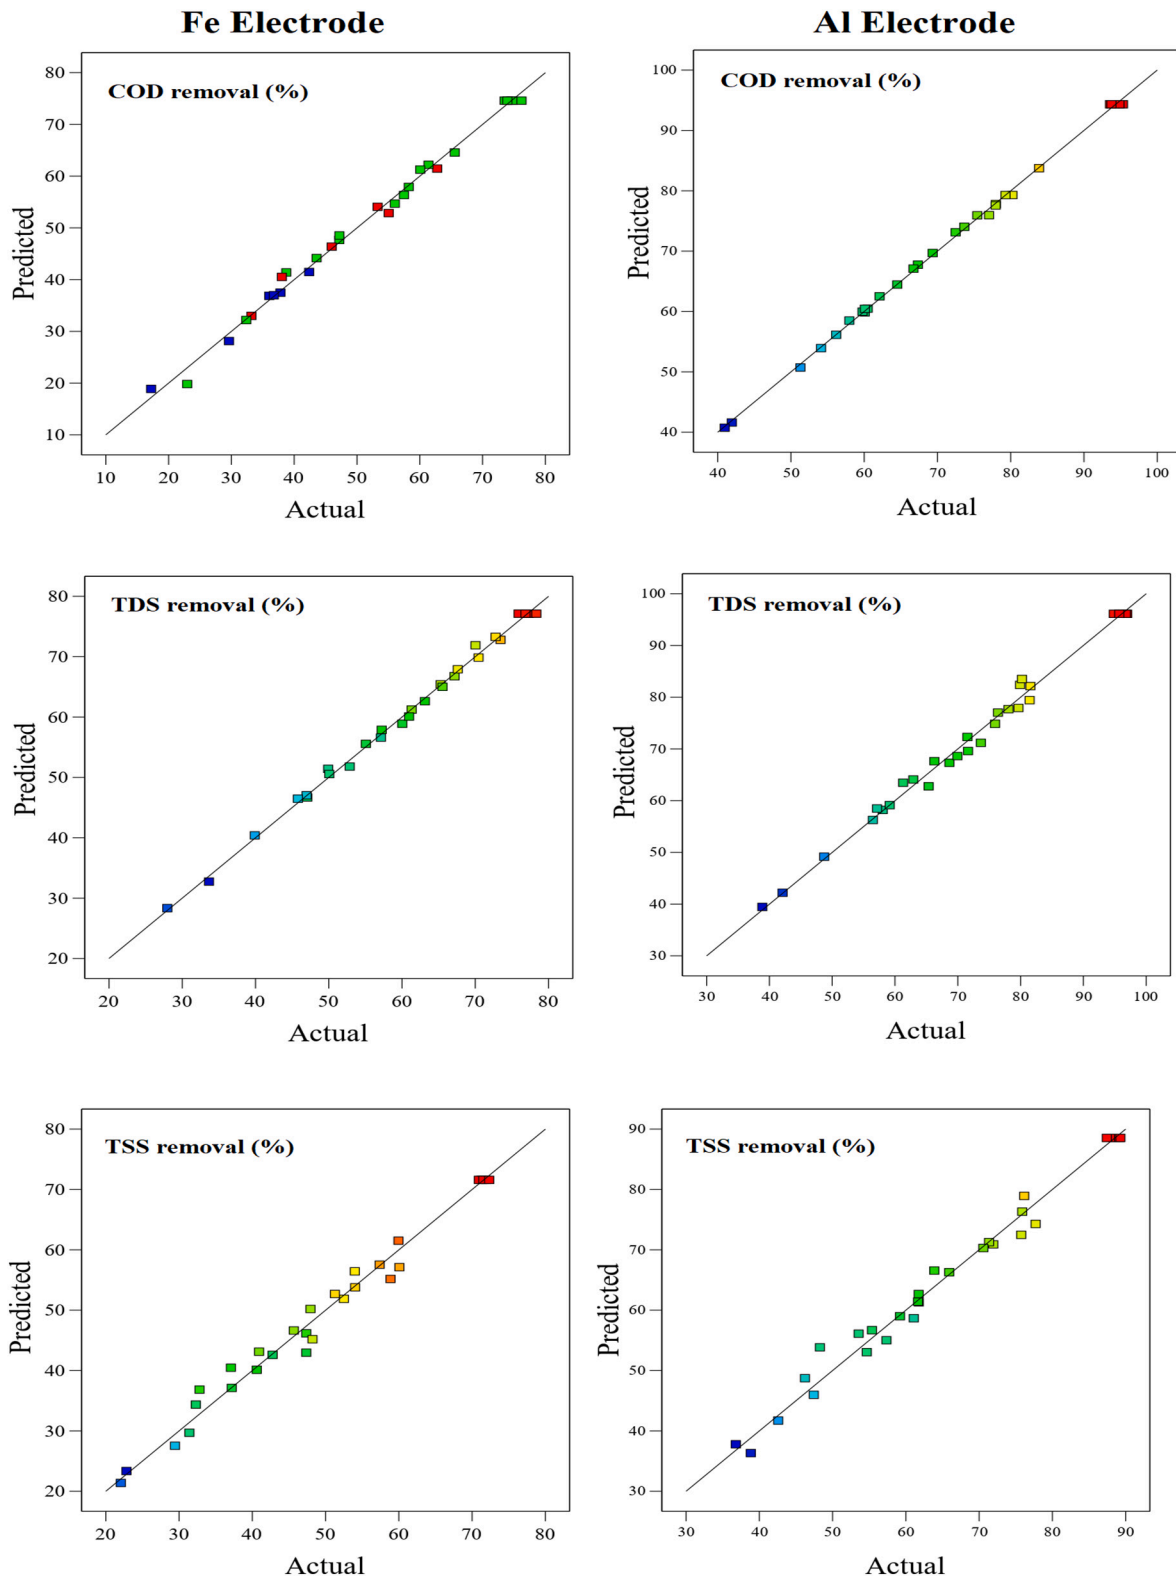 Fe Electrode
Al Electrode
COD removal (%)
80
70
60
50
40
30
20
10
Predicted
10 20 30 40 50 60 70 80
Actual
COD removal (%)
100
90
80
70
60
50
40
Predicted
40 50 60 70 80 90 100
Actual
TDS removal (%)
80
70
60
50
40
30
20
Predicted
20 30 40 50 60 70 80
Actual
TDS removal (%)
100
90
80
70
60
50
40
30
Predicted
30 40 50 60 70 80 90 100
Actual
TSS removal (%)
80
70
60
50
40
30
20
Predicted
20 30 40 50 60 70 80
Actual
TSS removal (%)
90
80
70
60
50
40
30
Predicted
30 40 50 60 70 80 90
Actual